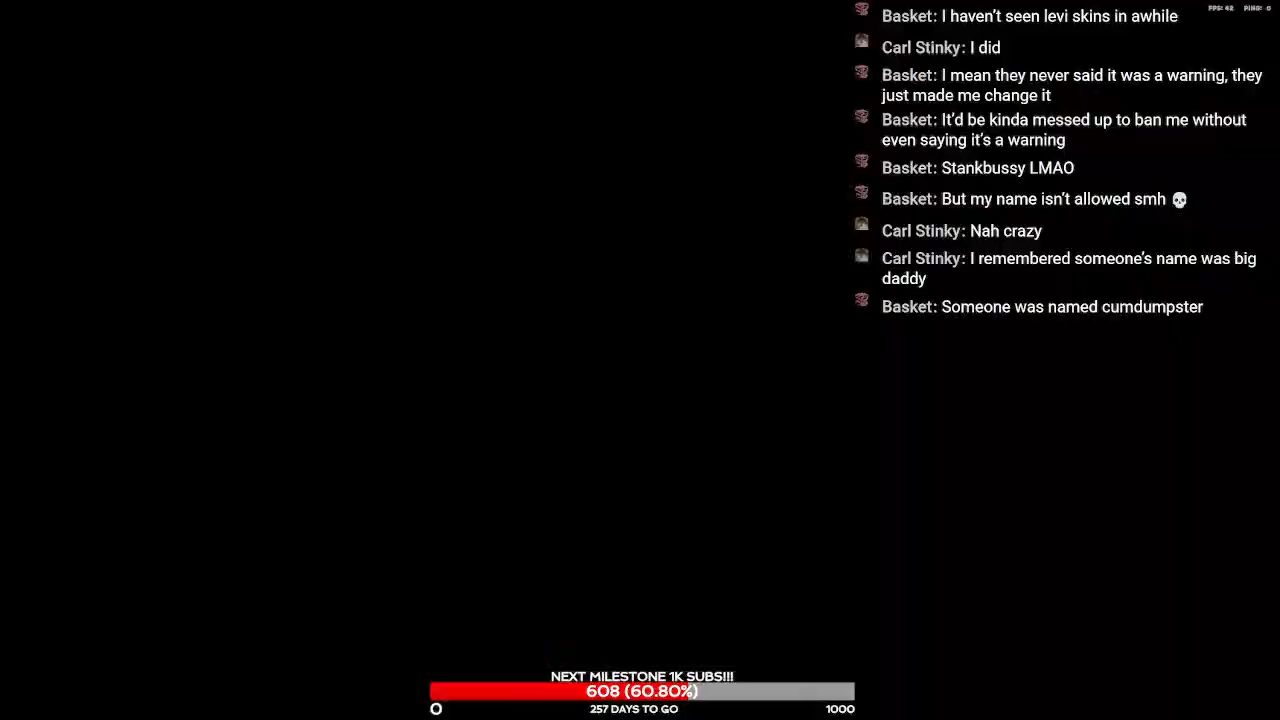 FPS: 42 PING: 0
Basket: I haven't seen levi skins in awhile
Carl Stinky: I did
Basket: I mean they never said it was a warning, they
just made me change it
Basket: It'd be kinda messed up to ban me without
even saying it's a warning
Basket: Stankbussy LMAO
Basket: But my name isn't allowed smh 💀
Carl Stinky: Nah crazy
Carl Stinky: I remembered someone's name was big
daddy
Basket: Someone was named cumdumpster
NEXT MILESTONE 1K SUBS!!!
608 (60.80%)
0 257 DAYS TO GO 1000